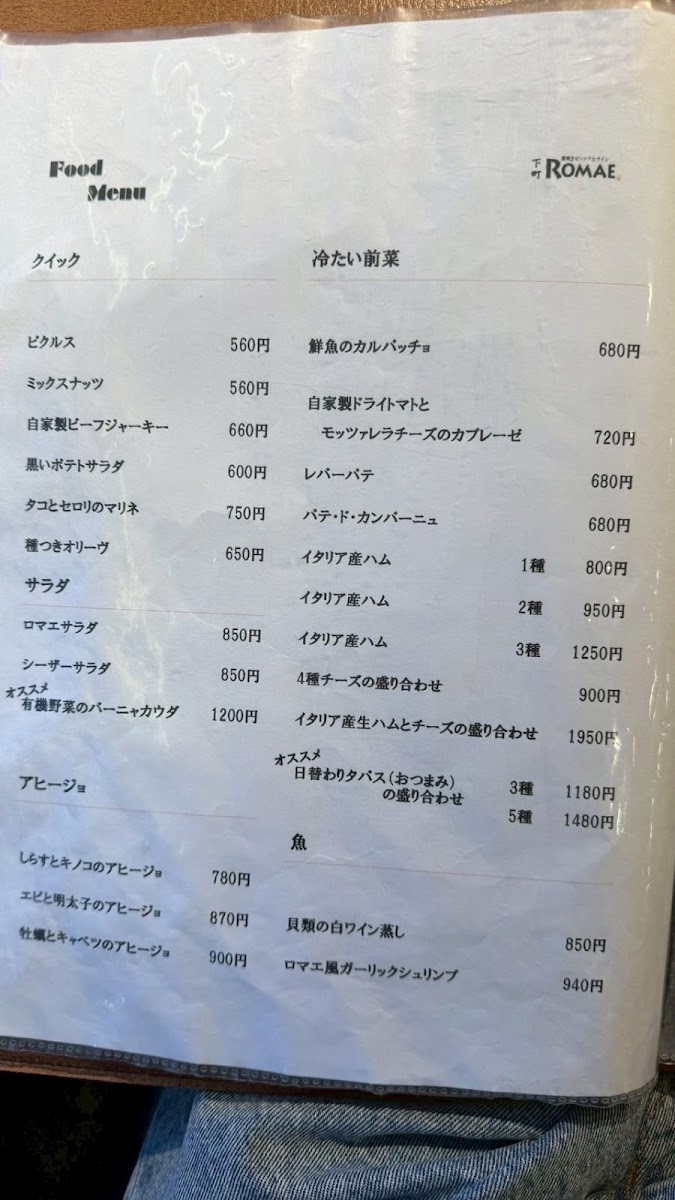 Food
Menu
下町 ROMAE
クイック
ピクルス 560円
ミックスナッツ 560円
自家製ビーフジャーキー 660円
黒いポテトサラダ 600円
タコとセロリのマリネ 750円
種つきオリーヴ 650円
サラダ
ロマエサラダ 850円
シーザーサラダ 850円
オススメ
有機野菜のバーニャカウダ 1200円
アヒージョ
しらすとキノコのアヒージョ 780円
エビと明太子のアヒージョ 870円
牡蠣とキャベツのアヒージョ 900円
冷たい前菜
鮮魚のカルパッチョ 680円
自家製ドライトマトと
モッツァレラチーズのカプレーゼ 720円
レバーパテ 680円
パテ・ド・カンパーニュ 680円
イタリア産ハム 1種 800円
イタリア産ハム 2種 950円
イタリア産ハム 3種 1250円
4種チーズの盛り合わせ 900円
イタリア産生ハムとチーズの盛り合わせ 1950円
オススメ
日替わりタパス(おつまみ)
の盛り合わせ 3種 1180円
5種 1480円
魚
貝類の白ワイン蒸し 850円
ロマエ風ガーリックシュリンプ 940円